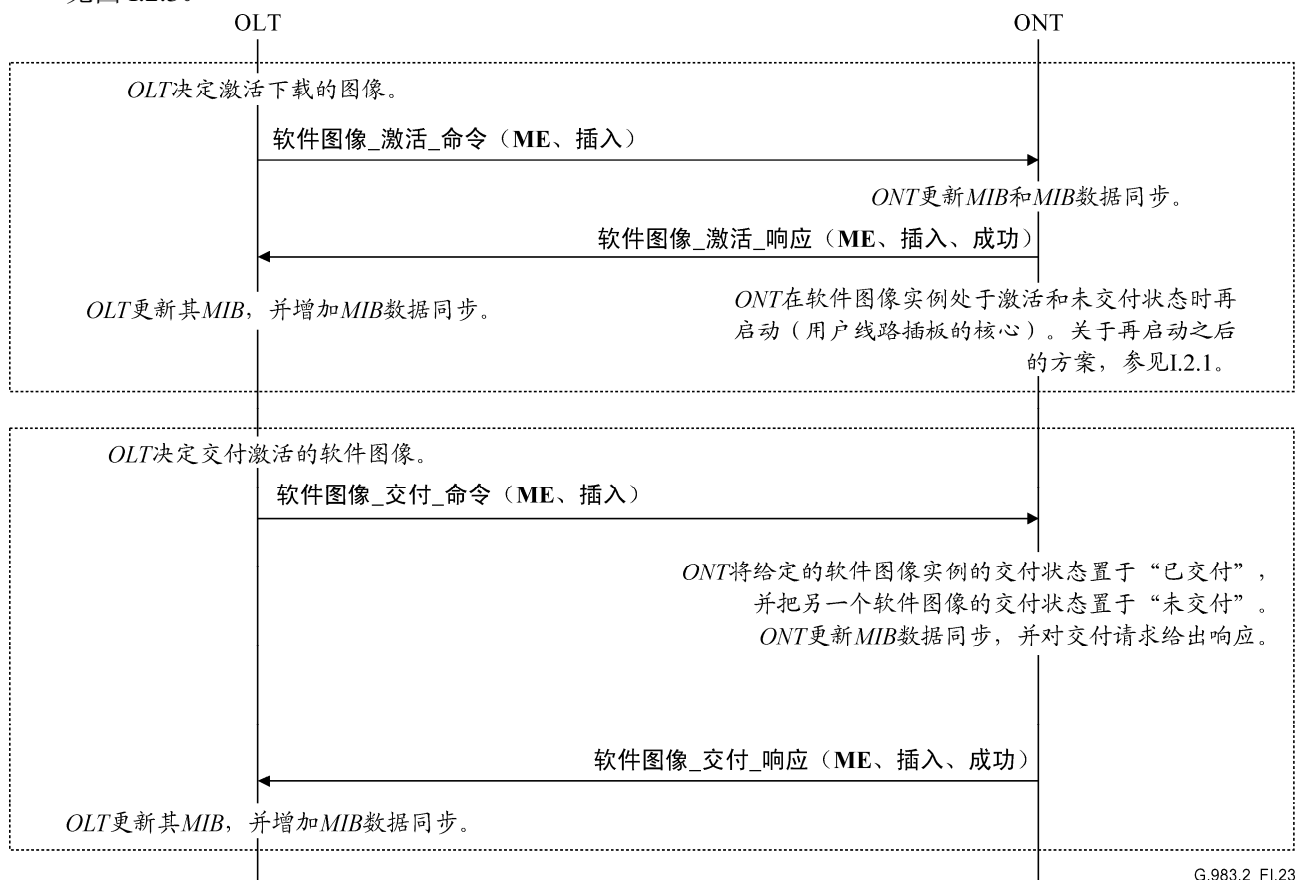 OLT
ONT
OLT决定激活下载的图像。
软件图像_激活_命令（ME、插入）
ONT更新MIB和MIB数据同步。
软件图像_激活_响应（ME、插入、成功）
OLT更新其MIB，并增加MIB数据同步。
ONT在软件图像实例处于激活和未交付状态时再
启动（用户线路插板的核心）。关于再启动之后
的方案，参见I.2.1。
OLT决定交付激活的软件图像。
软件图像_交付_命令（ME、插入）
ONT将给定的软件图像实例的交付状态置于“已交付”，
并把另一个软件图像的交付状态置于“未交付”。
ONT更新MIB数据同步，并对交付请求给出响应。
软件图像_交付_响应（ME、插入、成功）
OLT更新其MIB，并增加MIB数据同步。
G.983.2_FI.23